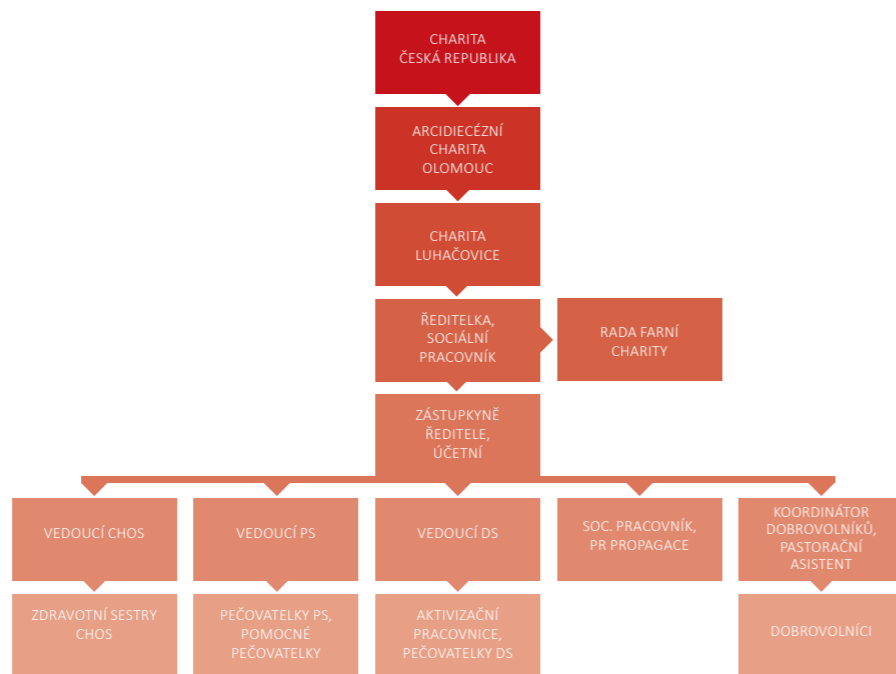 CHARITA
ČESKÁ REPUBLIKA
ARCIDIECÉZNÍ
CHARITA
OLOMOUC
CHARITA
LUHAČOVICE
ŘEDITELKA,
SOCIÁLNÍ
PRACOVNÍK
RADA FARNÍ
CHARITY
ZÁSTUPKYNĚ
ŘEDITELE,
ÚČETNÍ
VEDOUCÍ CHOS
VEDOUCÍ PS
VEDOUCÍ DS
SOC. PRACOVNÍK,
PR PROPAGACE
KOORDINÁTOR
DOBROVOLNÍKŮ,
PASTORAČNÍ
ASISTENT
ZDRAVOTNÍ SESTRY
CHOS
PEČOVATELKY PS,
POMOCNÉ
PEČOVATELKY
AKTIVIZAČNÍ
PRACOVNICE,
PEČOVATELKY DS
DOBROVOLNÍCI